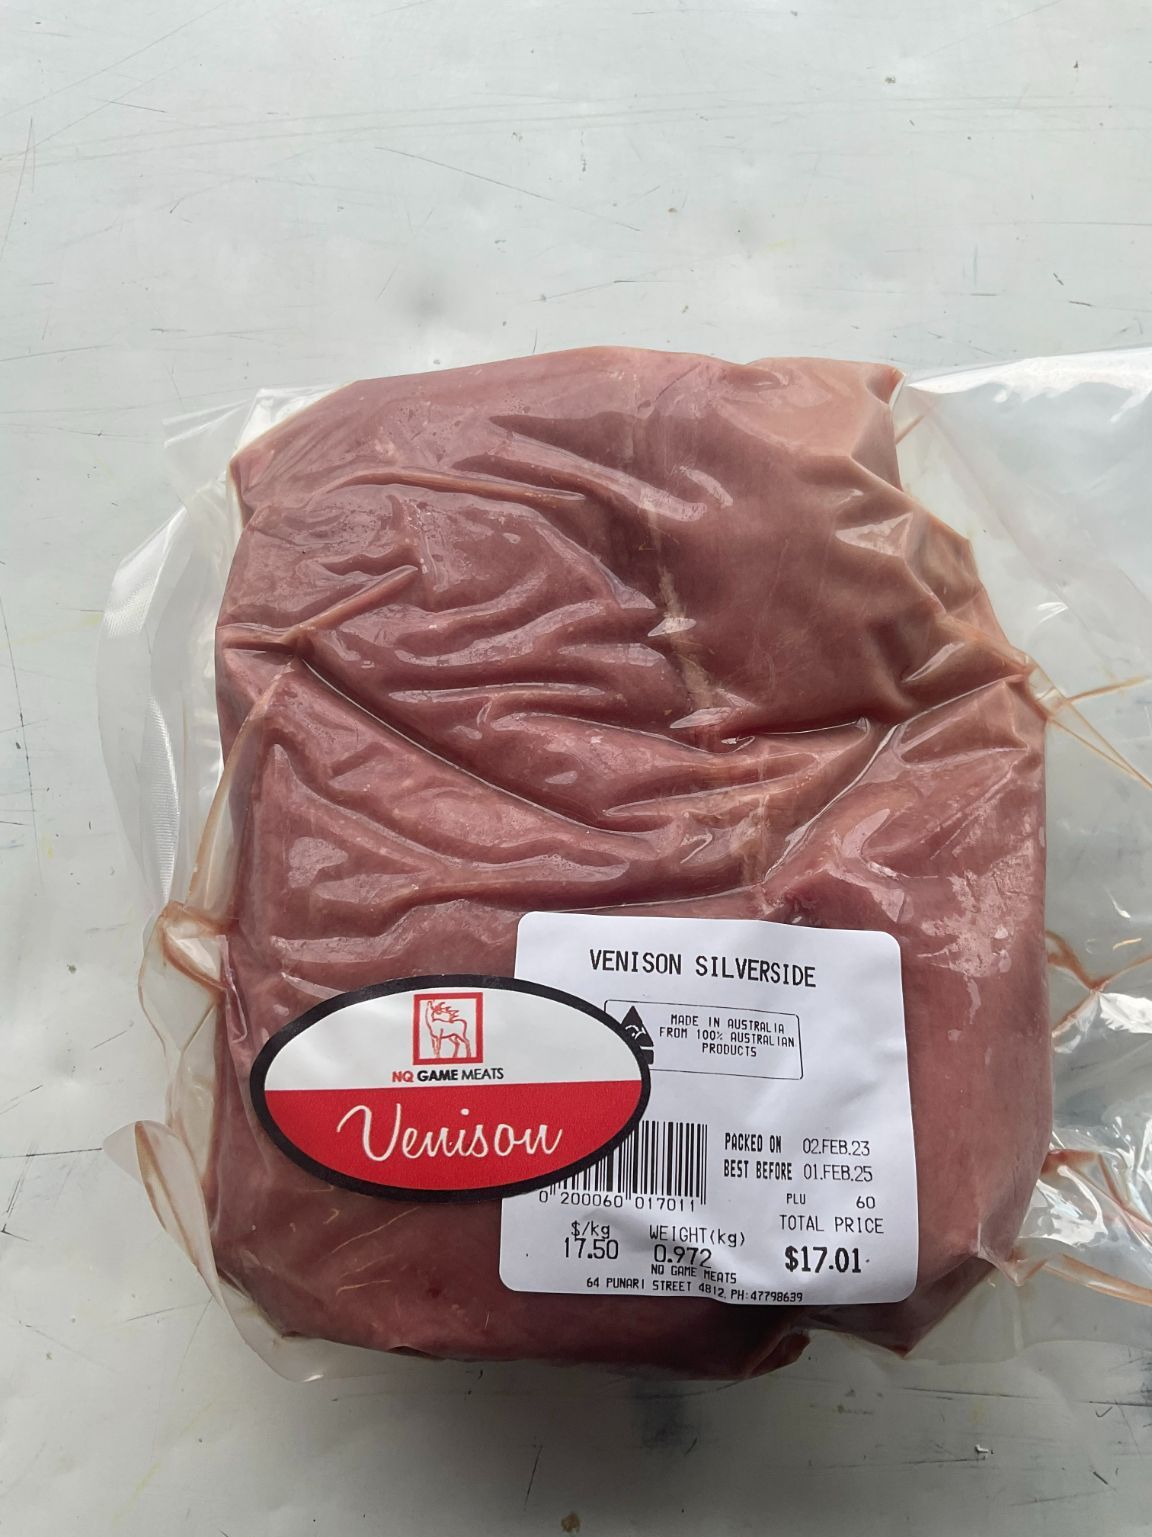 VENISON SILVERSIDE
MADE IN AUSTRALIA
FROM 100% AUSTRALIAN
PRODUCTS
NQ GAME MEATS
Venison
PACKED ON 02.FEB.23
BEST BEFORE 01.FEB.25
0 200060 017011
PLU 60
TOTAL PRICE
$/kg WEIGHT(kg)
17.50 0.972 $17.01
NQ GAME MEATS
64 PUNARI STREET 4812, PH:47798639